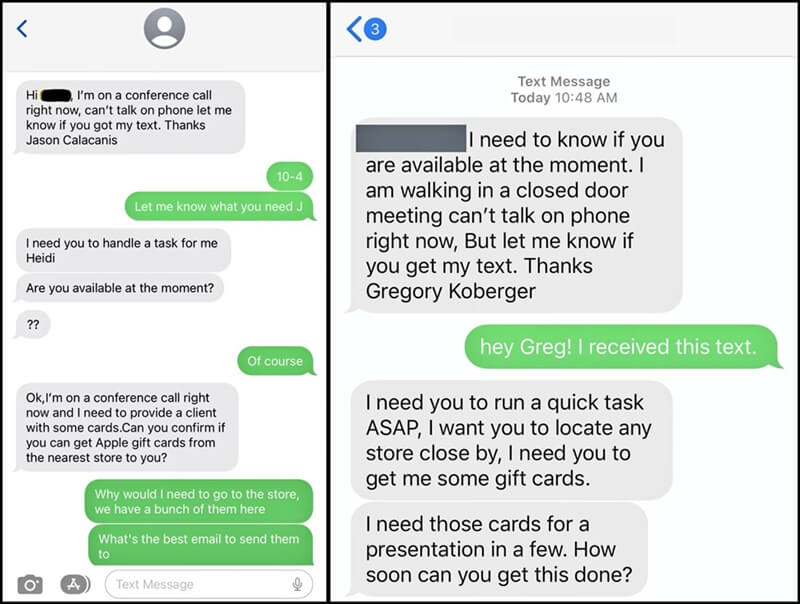 Hi , I'm on a conference call
right now, can't talk on phone let me
know if you got my text. Thanks
Jason Calacanis
10-4
Let me know what you need J
I need you to handle a task for me
Heidi
Are you available at the moment?
??
Of course
Ok,I'm on a conference call right
now and I need to provide a client
with some cards.Can you confirm if
you can get Apple gift cards from
the nearest store to you?
Why would I need to go to the store,
we have a bunch of them here
What's the best email to send them
to
Text Message
3
Text Message
Today 10:48 AM
I need to know if you
are available at the moment. I
am walking in a closed door
meeting can't talk on phone
right now, But let me know if
you get my text. Thanks
Gregory Koberger
hey Greg! I received this text.
I need you to run a quick task
ASAP, I want you to locate any
store close by, I need you to
get me some gift cards.
I need those cards for a
presentation in a few. How
soon can you get this done?